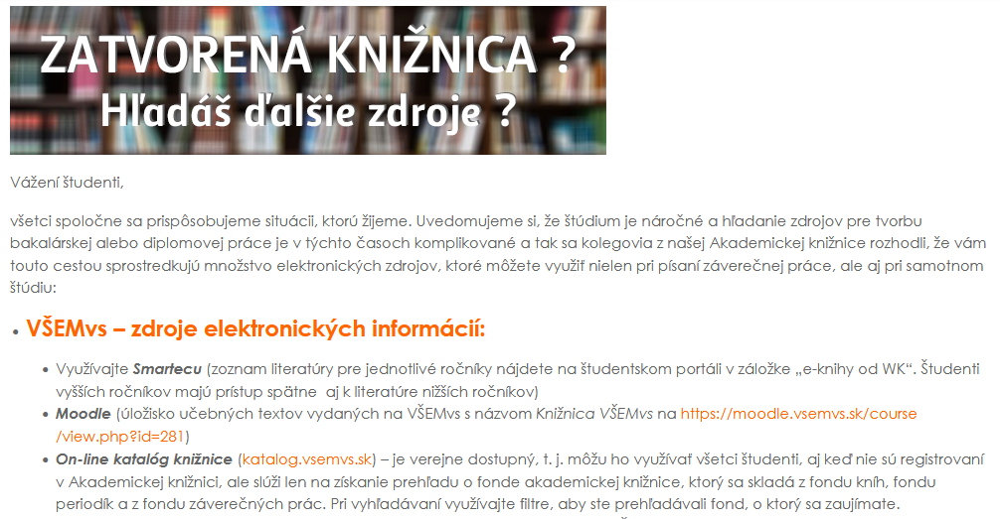 ZATVORENÁ KNIŽNICA ?
Hľadáš ďalšie zdroje ?
Vážení študenti,
všetci spoločne sa prispôsobujeme situácii, ktorú žijeme. Uvedomujeme si, že štúdium je náročné a hľadanie zdrojov pre tvorbu
bakalárskej alebo diplomovej práce je v týchto časoch komplikované a tak sa kolegovia z našej Akademickej knižnice rozhodli, že vám
touto cestou sprostredkujú množstvo elektronických zdrojov, ktoré môžete využiť nielen pri písaní záverečnej práce, ale aj pri samotnom
štúdiu:
• VŠEMvs – zdroje elektronických informácií:
• Využívajte Smartecu (zoznam literatúry pre jednotlivé ročníky nájdete na študentskom portáli v záložke „e-knihy od WK“. Študenti
vyšších ročníkov majú prístup spätne aj k literatúre nižších ročníkov)
• Moodle (úložisko učebných textov vydaných na VŠEMvs s názvom Knižnica VŠEMvs na https://moodle.vsemvs.sk/course
/view.php?id=281)
• On-line katalóg knižnice (katalog.vsemvs.sk) – je verejne dostupný, t. j. môžu ho využívať všetci študenti, aj keď nie sú registrovaní
v Akademickej knižnici, ale slúži len na získanie prehľadu o fonde akademickej knižnice, ktorý sa skladá z fondu kníh, fondu
periodík a z fondu záverečných prác. Pri vyhľadávaní využívajte filtre, aby ste prehľadávali fond, o ktorý sa zaujímate.